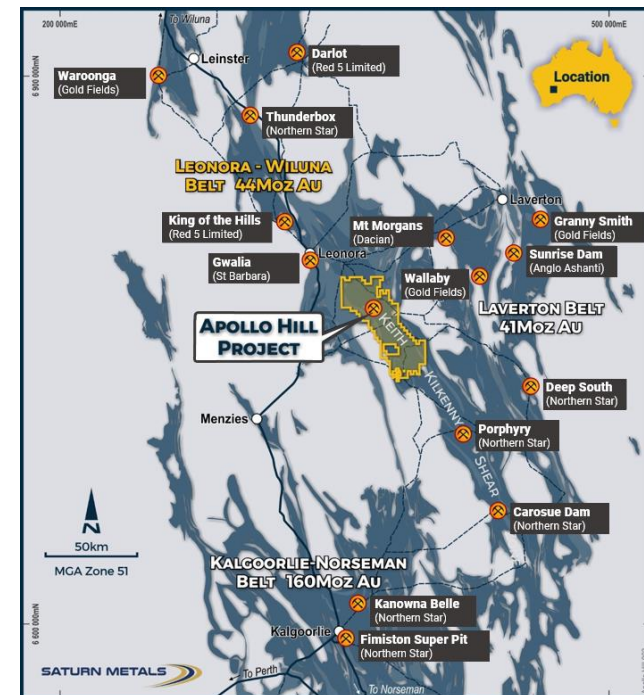 200 000mE
To Wiluna
500 000mE
Leinster
Darlot
(Red 5 Limited)
Waroonga
(Gold Fields)
6 900 000mN
Location
Thunderbox
(Northern Star)
LEONORA - WILUNA
BELT 44MOZ AU
Laverton
King of the Hills
(Red 5 Limited)
Mt Morgans
(Dacian)
Granny Smith
(Gold Fields)
Leonora
Gwalia
(St Barbara)
Sunrise Dam
(Anglo Ashanti)
Wallaby
(Gold Fields)
LAVERTON BELT
41MOZ AU
APOLLO HILL
PROJECT
KEITH
KILKENNY
SHEAR
Deep South
(Northern Star)
Menzies
Porphyry
(Northern Star)
N
50km
MGA Zone 51
Carosue Dam
(Northern Star)
KALGOORLIE-NORSEMAN
BELT 160MOZ AU
Kanowna Belle
(Northern Star)
6 600 000mN
Kalgoorlie
Fimiston Super Pit
(Northern Star)
SATURN METALS
To Perth
To Norseman